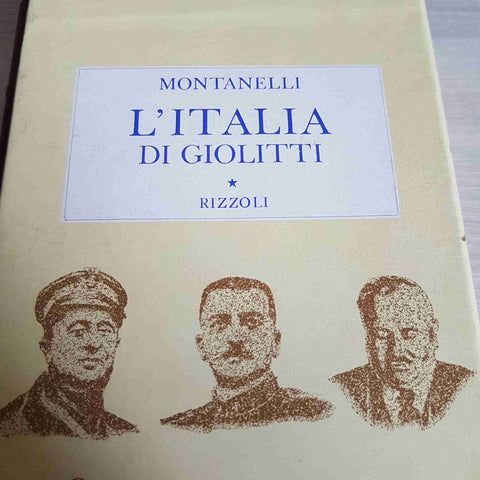 MONTANELLI
L'ITALIA
DI GIOLITTI
★
RIZZOLI